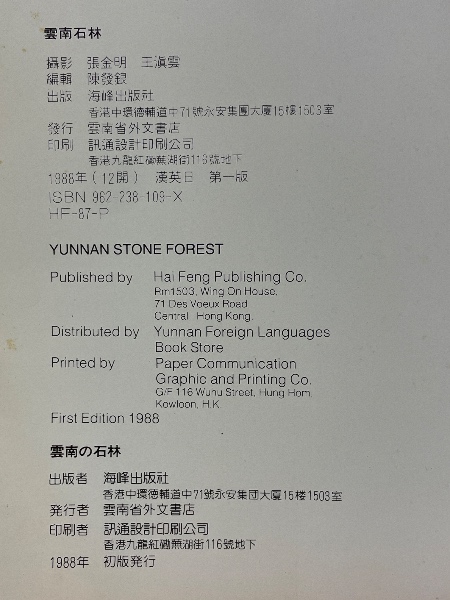 雲南石林
攝影 張金明 王滇雲
編輯 陳發銀
出版 海峰出版社
香港中環德輔道中71號永安集團大廈15樓1503室
發行 雲南省外文書店
印刷 訊通設計印刷公司
香港九龍紅磡蕪湖街116號地下
1988年(12開) 漢英日 第一版
ISBN 962-238-109-X
HF-87-P
YUNNAN STONE FOREST
Published by Hai Feng Publishing Co.
Rm1503, Wing On House,
71 Des Voeux Road
Central Hong Kong.
Distributed by Yunnan Foreign Languages
Book Store
Printed by Paper Communication
Graphic and Printing Co.
G/F 116 Wuhu Street, Hung Hom,
Kowloon, H.K.
First Edition 1988
雲南の石林
出版者 海峰出版社
香港中環德輔道中71號永安集団大廈15楼1503室
発行者 雲南省外文書店
印刷者 訊通設計印刷公司
香港九龍紅磡蕪湖街116號地下
1988年 初版発行